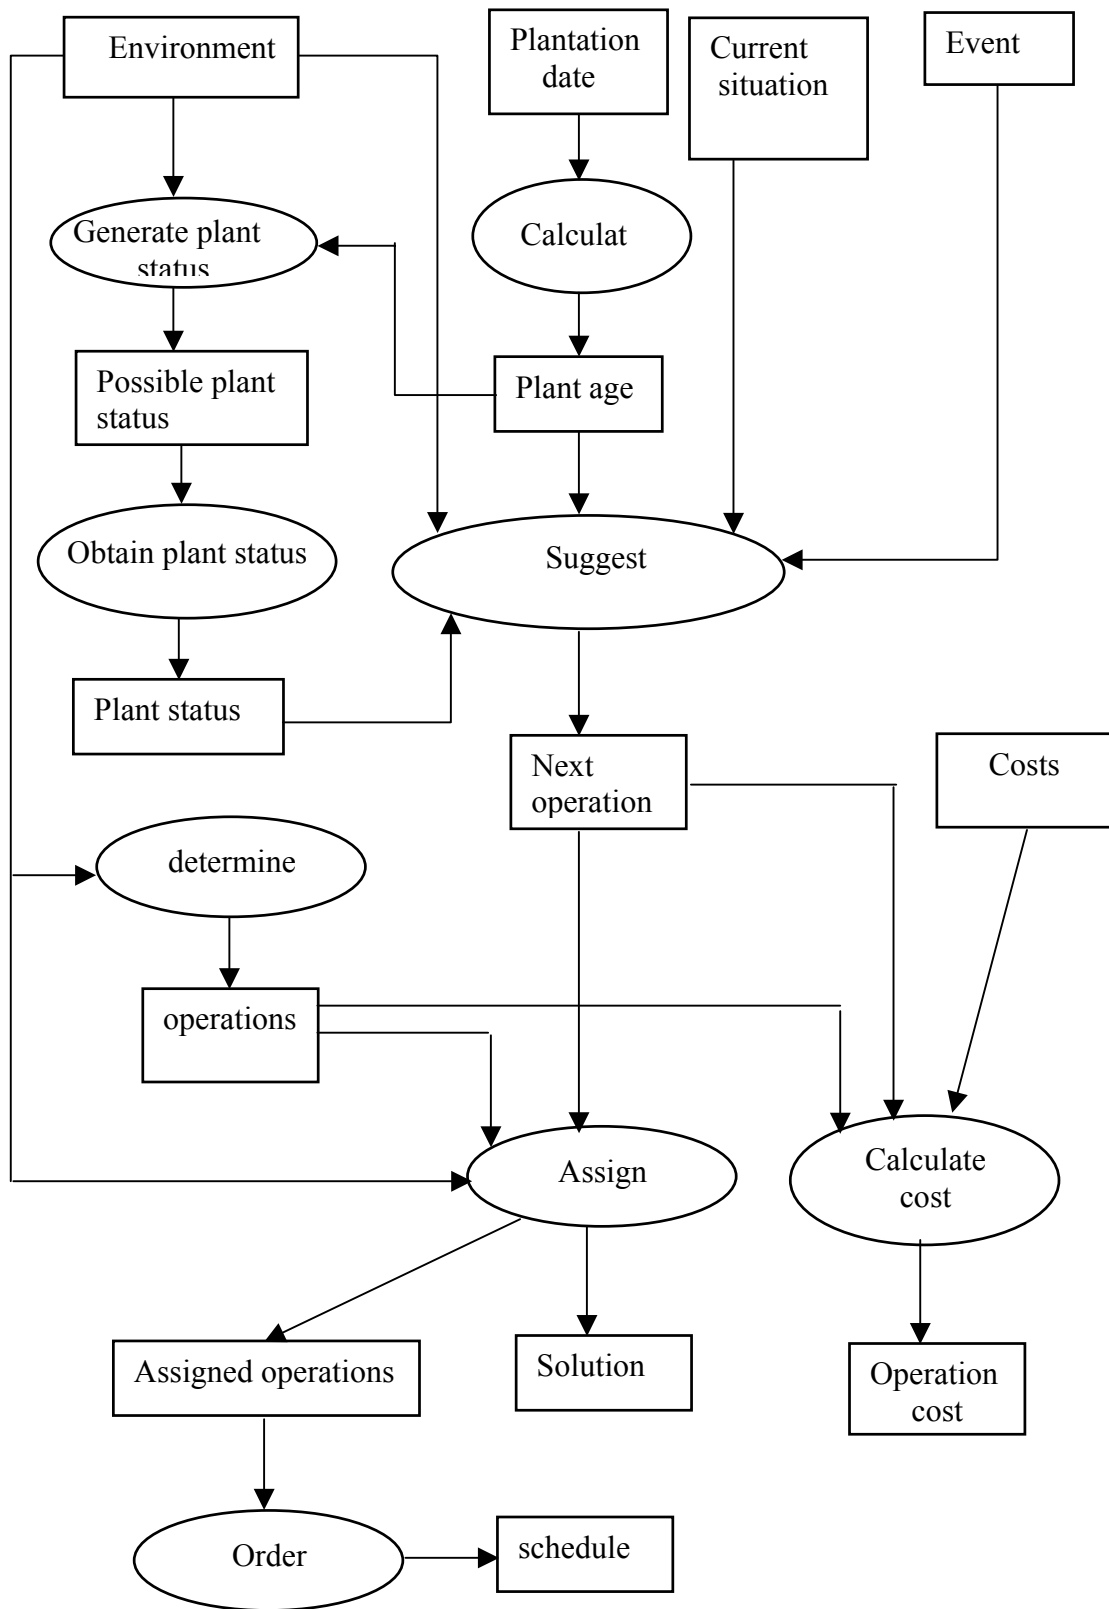 Environment
Plantation
date
Current
situation
Event
Generate plant
status
Calculat
Possible plant
status
Plant age
Obtain plant status
Suggest
Plant status
Next
operation
Costs
determine
operations
Assign
Calculate
cost
Assigned operations
Solution
Operation
cost
Order
schedule